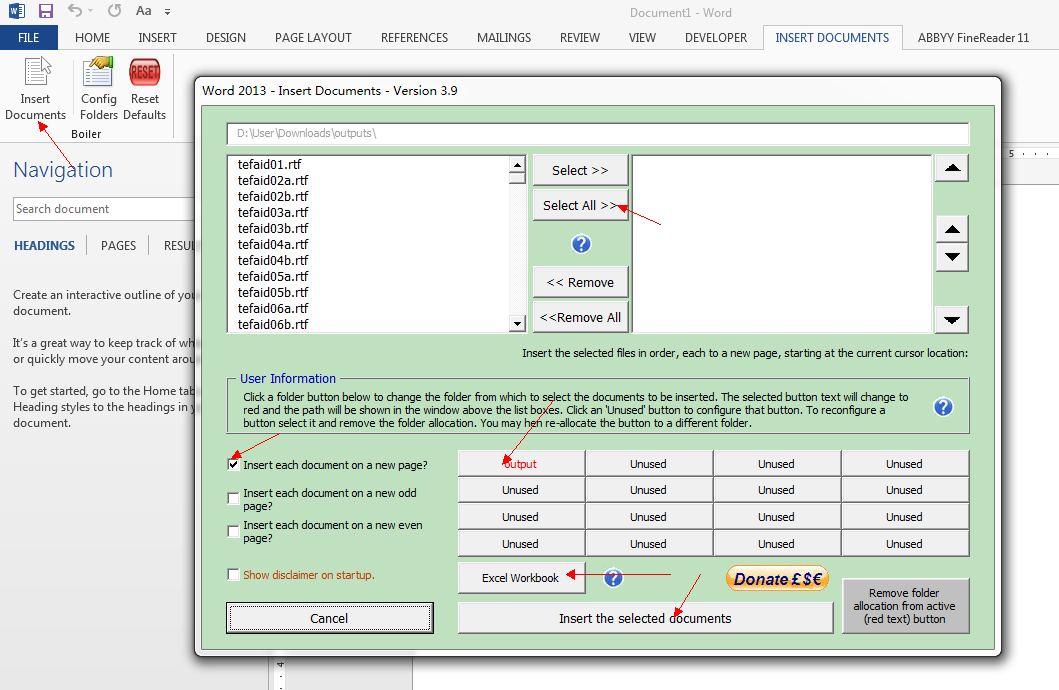 Aa
Document1 - Word
FILE HOME INSERT DESIGN PAGE LAYOUT REFERENCES MAILINGS REVIEW VIEW DEVELOPER INSERT DOCUMENTS ABBYY FineReader 11
Insert
Documents
Config
Folders
Reset
Defaults
RESET
Boiler
Navigation
Search document
HEADINGS PAGES RESUL
Create an interactive outline of you
document.
It's a great way to keep track of wh
or quickly move your content arou
To get started, go to the Home tab
Heading styles to the headings in y
document.
Word 2013 - Insert Documents - Version 3.9
D:\User\Downloads\outputs\
tefaid01.rtf
tefaid02a.rtf
tefaid02b.rtf
tefaid03a.rtf
tefaid03b.rtf
tefaid04a.rtf
tefaid04b.rtf
tefaid05a.rtf
tefaid05b.rtf
tefaid06a.rtf
tefaid06b.rtf
Select >>
Select All >>
?
<< Remove
<<Remove All
Insert the selected files in order, each to a new page, starting at the current cursor location:
User Information
Click a folder button below to change the folder from which to select the documents to be inserted. The selected button text will change to
red and the path will be shown in the window above the list boxes. Click an 'Unused' button to configure that button. To reconfigure a
button select it and remove the folder allocation. You may hen re-allocate the button to a different folder.
?
Insert each document on a new page?
Insert each document on a new odd
page?
Insert each document on a new even
page?
Show disclaimer on startup.
Cancel
output Unused Unused Unused
Unused Unused Unused Unused
Unused Unused Unused Unused
Unused Unused Unused Unused
Excel Workbook
?
Donate £$€
Insert the selected documents
Remove folder
allocation from active
(red text) button
5
4